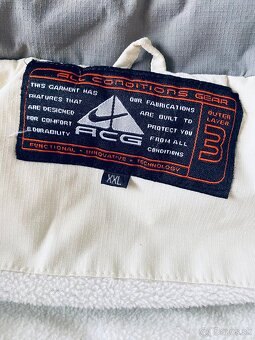 ALL CONDITIONS GEAR
THIS GARMENT HAS
FEATURES THAT
ARE DESIGNED
FOR COMFORT
& DURABILITY
ACG
OUR FABRICATIONS
ARE BUILT
TO
PROTECT YOU
FROM ALL
CONDITIONS
OUTER
LAYER
3
FUNCTIONAL • INNOVATIVE • TECHNOLOGY
XXL